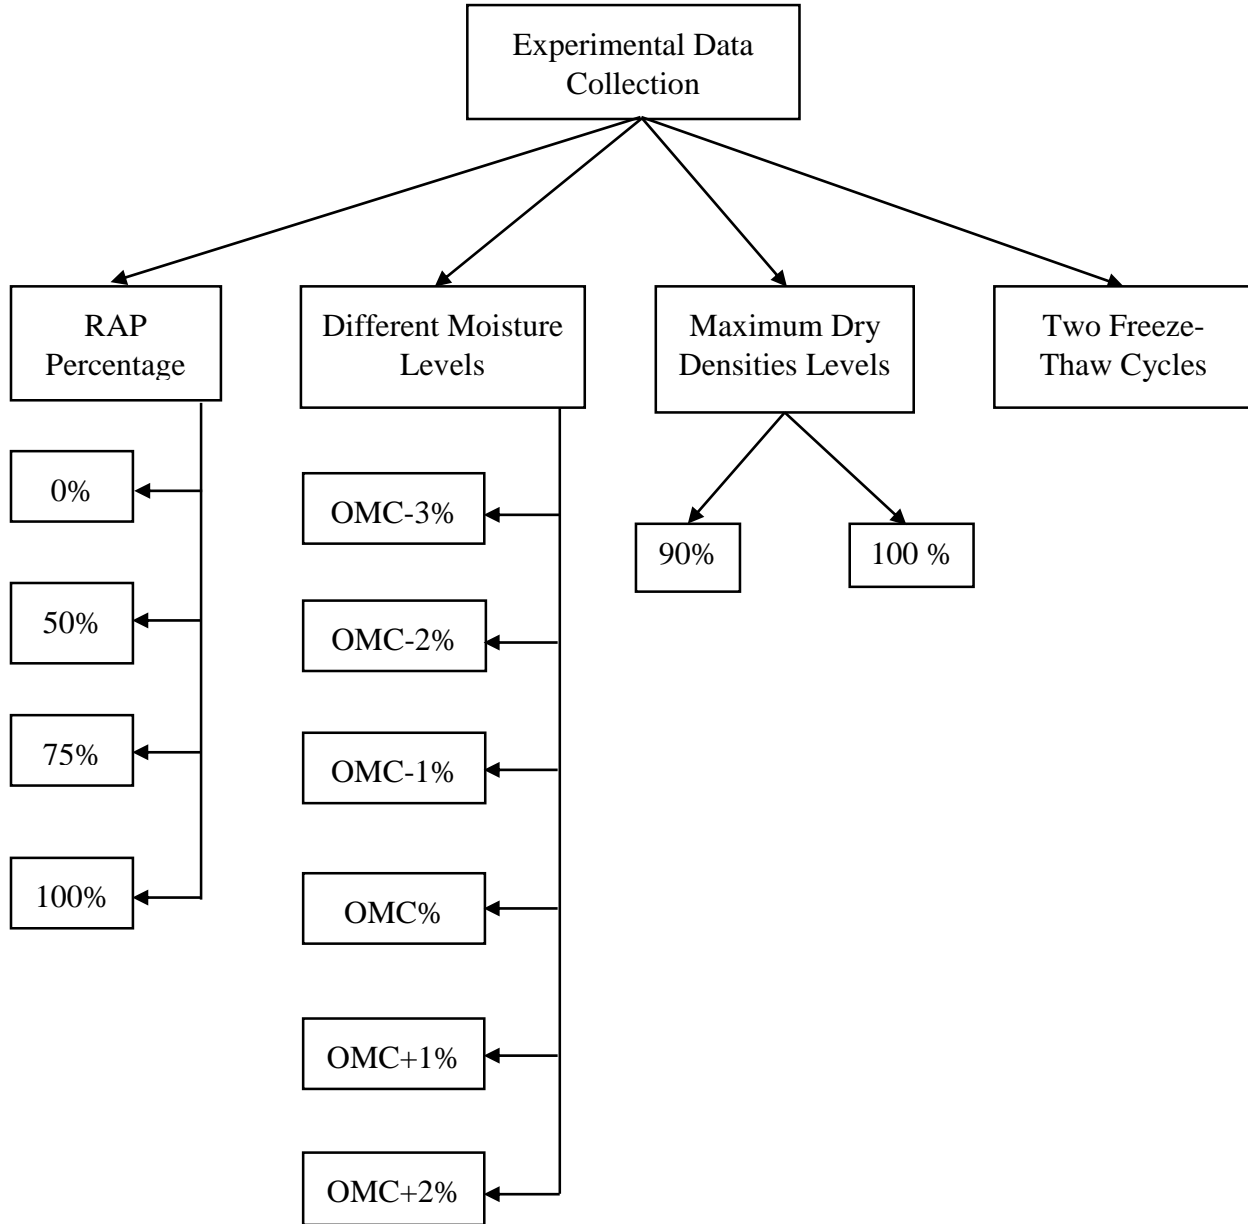 Experimental Data
Collection
RAP
Percentage
Different Moisture
Levels
Maximum Dry
Densities Levels
Two Freeze-
Thaw Cycles
0%
50%
75%
100%
OMC-3%
OMC-2%
OMC-1%
OMC%
OMC+1%
OMC+2%
90%
100 %